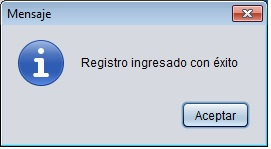 Mensaje
Registro ingresado con éxito
Aceptar